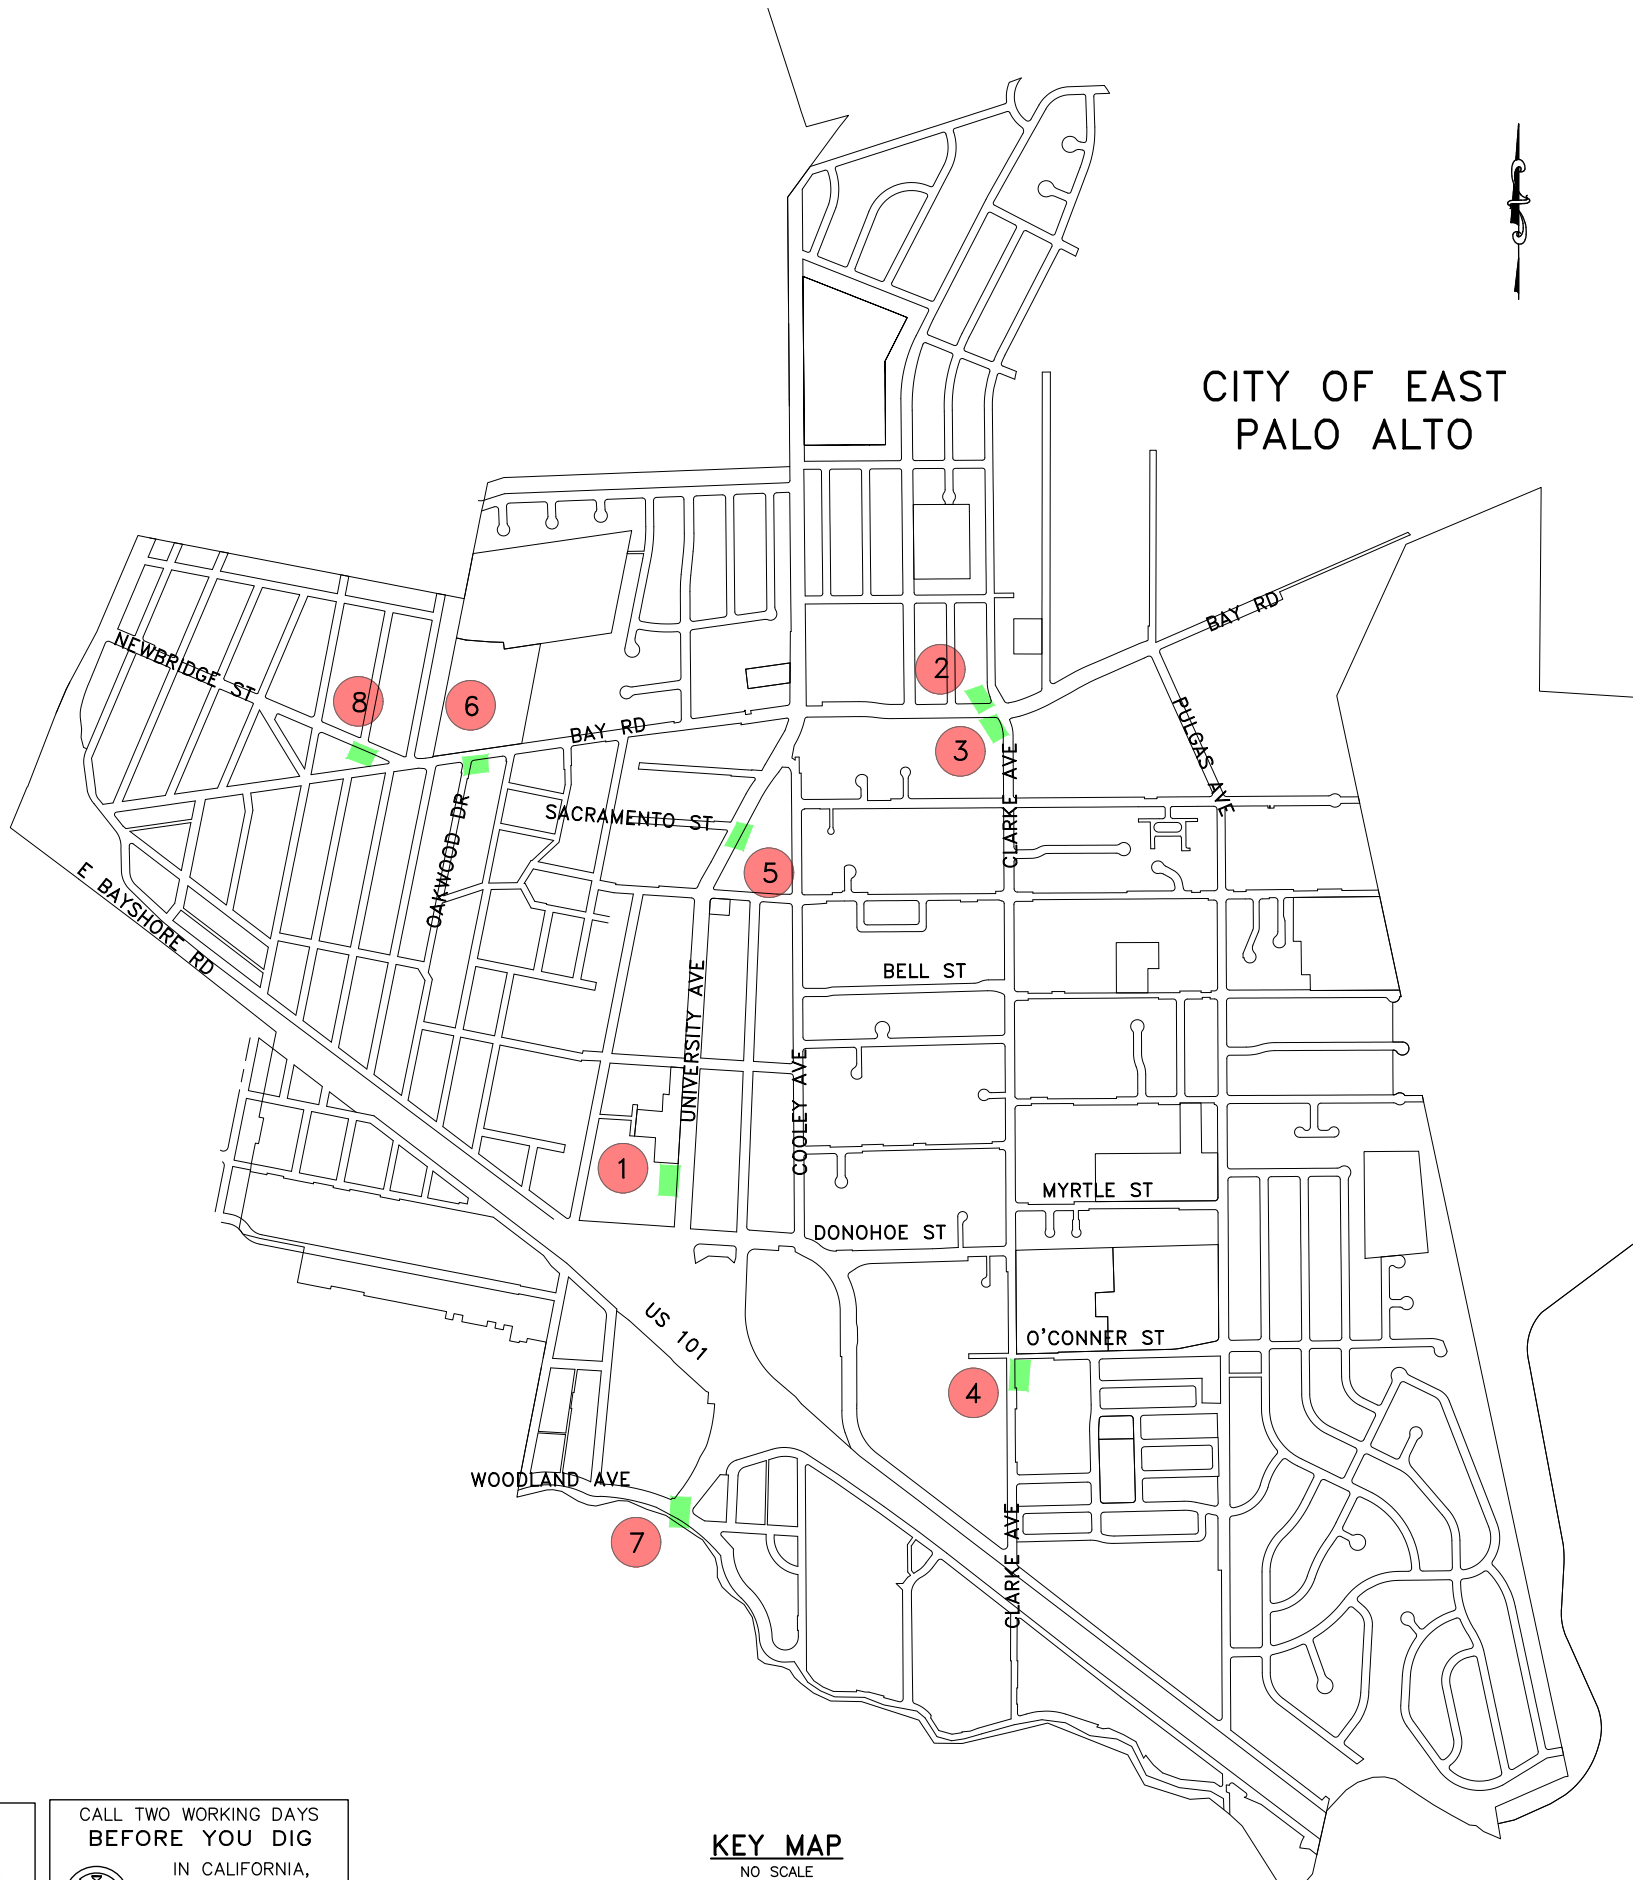 CITY OF EAST
PALO ALTO
BAY RD
NEWBRIDGE ST
2
8
6
BAY RD
3
PULGAS AVE
CLARKE AVE
SACRAMENTO ST
OAKWOOD DR
5
E BAYSHORE RD
BELL ST
UNIVERSITY AVE
COOLEY AVE
1
MYRTLE ST
DONOHOE ST
US 101
O'CONNER ST
4
WOODLAND AVE
7
CLARKE AVE
CALL TWO WORKING DAYS
BEFORE YOU DIG
IN CALIFORNIA,
KEY MAP
NO SCALE